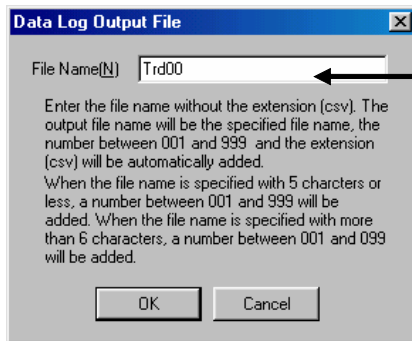 Data Log Output File
File Name(N) Trd00
Enter the file name without the extension (csv). The
output file name will be the specified file name, the
number between 001 and 999 and the extension
(csv) will be automatically added.
When the file name is specified with 5 charcters or
less, a number between 001 and 999 will be
added. When the file name is specified with more
than 6 characters, a number between 001 and 099
will be added.
OK Cancel